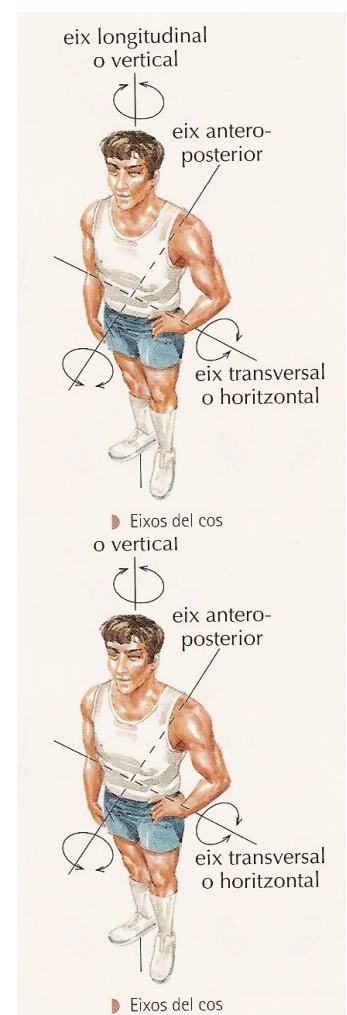 eix longitudinal
o vertical
eix antero-
posterior
eix transversal
o horitzontal
Eixos del cos
o vertical
eix antero-
posterior
eix transversal
o horitzontal
Eixos del cos